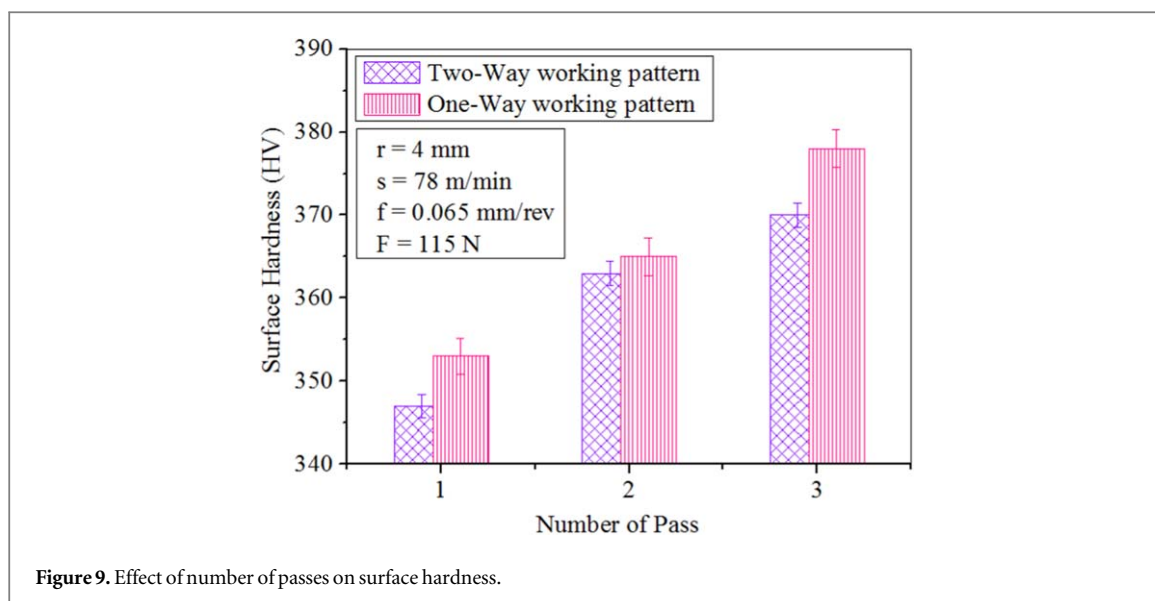 390
380
370
360
350
340
Surface Hardness (HV)
Two-Way working pattern
One-Way working pattern
r = 4 mm
s = 78 m/min
f = 0.065 mm/rev
F = 115 N
1
2
3
Number of Pass
Figure 9. Effect of number of passes on surface hardness.